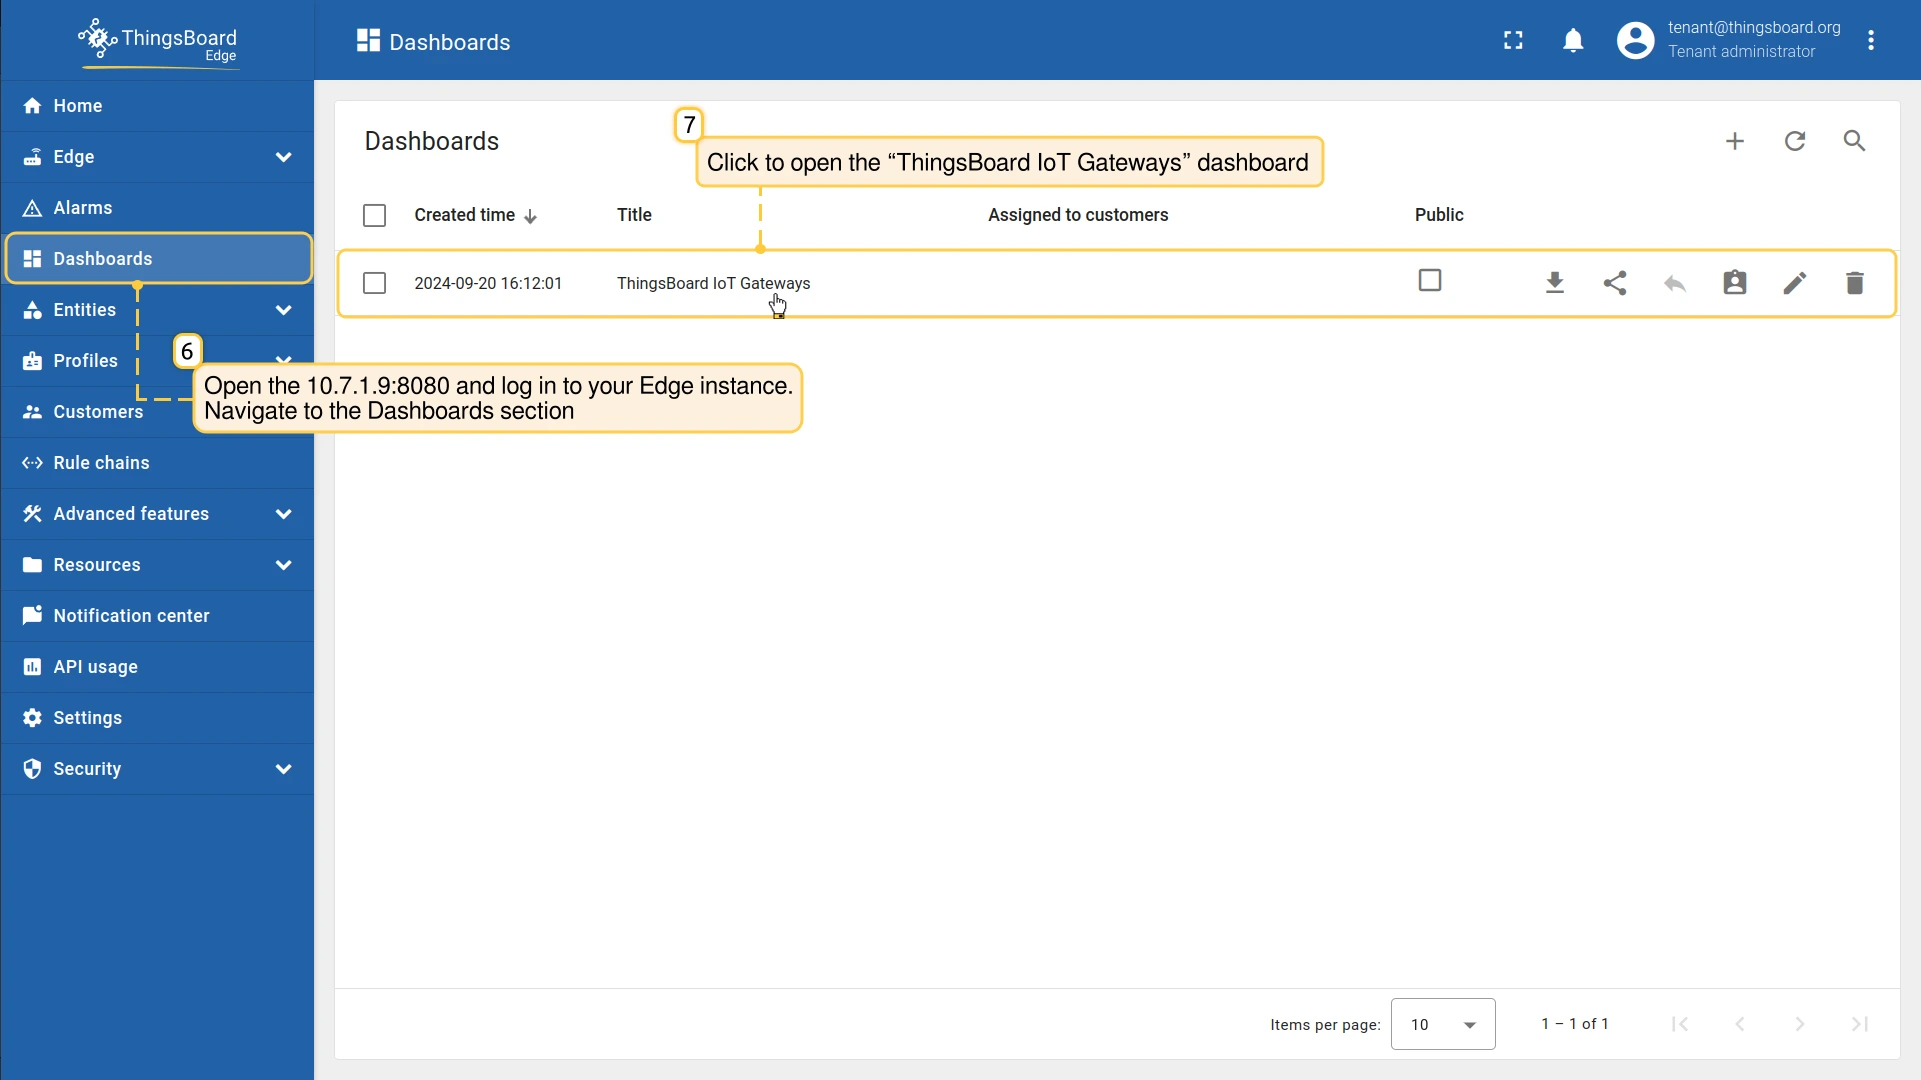 ThingsBoard
Edge
Dashboards
tenant@thingsboard.org
Tenant administrator
Home
Edge
Alarms
Dashboards
Entities
Profiles
Customers
Rule chains
Advanced features
Resources
Notification center
API usage
Settings
Security
Dashboards
7
Click to open the “ThingsBoard IoT Gateways” dashboard
Created time
Title
Assigned to customers
Public
2024-09-20 16:12:01
ThingsBoard IoT Gateways
6
Open the 10.7.1.9:8080 and log in to your Edge instance.
Navigate to the Dashboards section
Items per page:
10
1 – 1 of 1